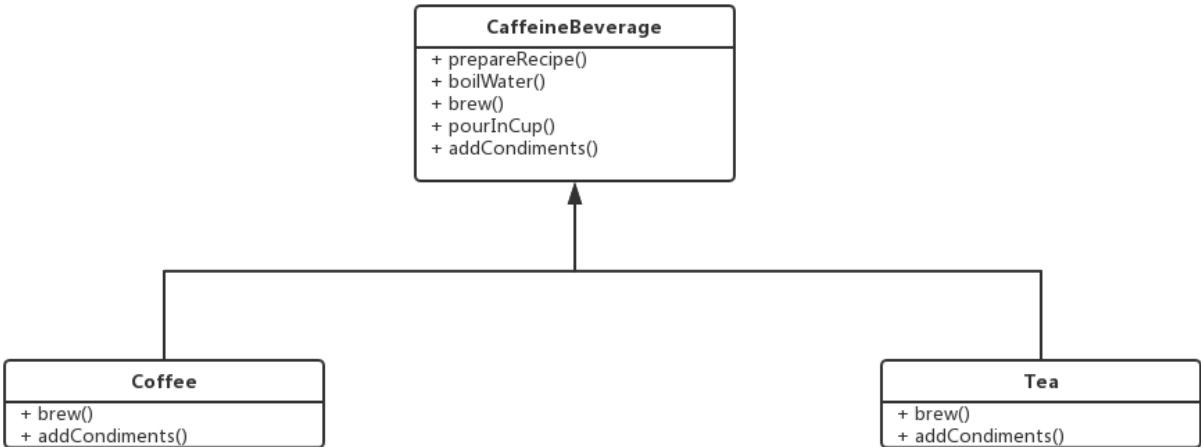 CaffeineBeverage
+ prepareRecipe()
+ boilWater()
+ brew()
+ pourInCup()
+ addCondiments()
Coffee
+ brew()
+ addCondiments()
Tea
+ brew()
+ addCondiments()